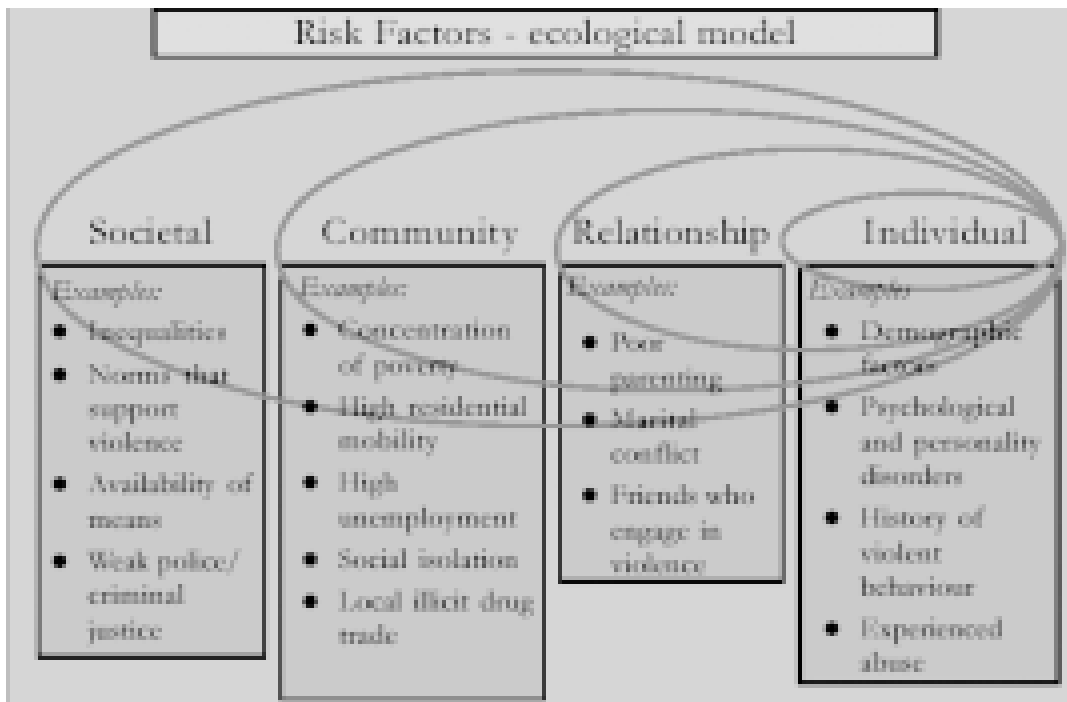 Risk Factors - ecological model
Societal
Examples:
● Inequalities
● Norms that
support
violence
● Availability of
means
● Weak police/
criminal
justice
Community
Examples:
● Concentration
of poverty
● High residential
mobility
● High
unemployment
● Social isolation
● Local illicit drug
trade
Relationship
Examples:
● Poor
parenting
● Marital
conflict
● Friends who
engage in
violence
Individual
Examples
● Demographic
factors
● Psychological
and personality
disorders
● History of
violent
behaviour
● Experienced
abuse